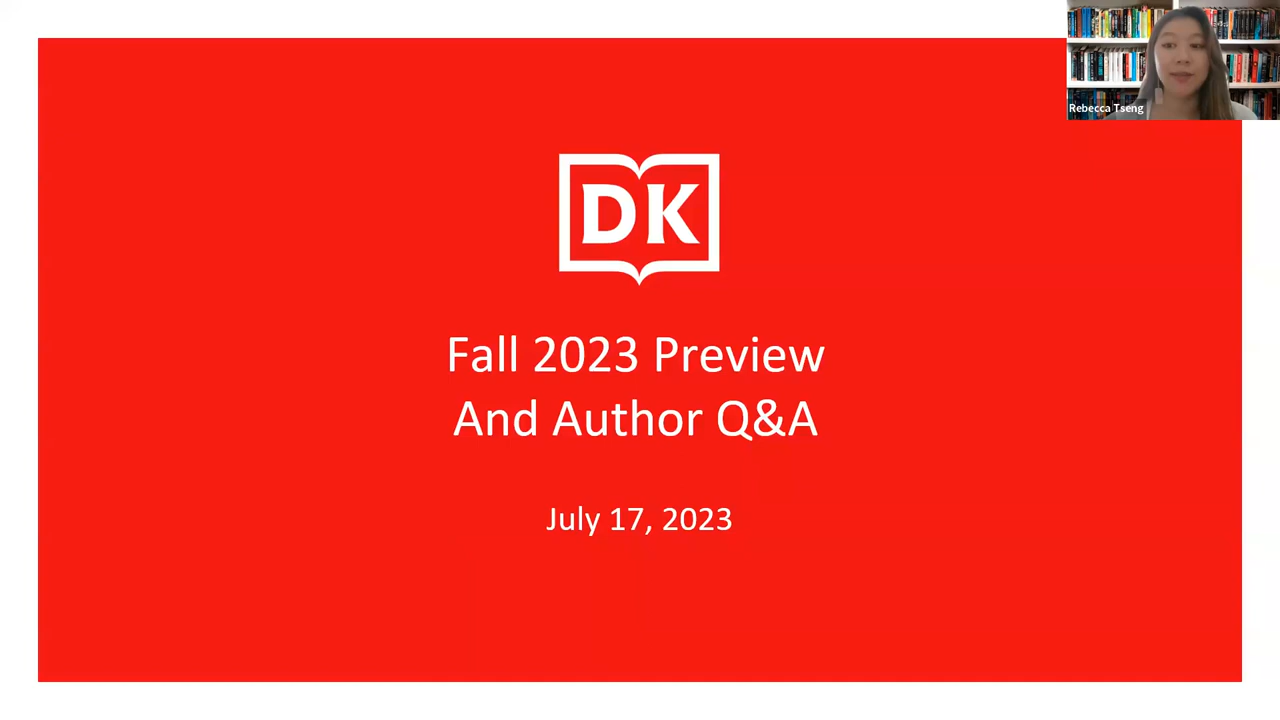 Rebecca Tseng
DK
Fall 2023 Preview
And Author Q&A
July 17, 2023